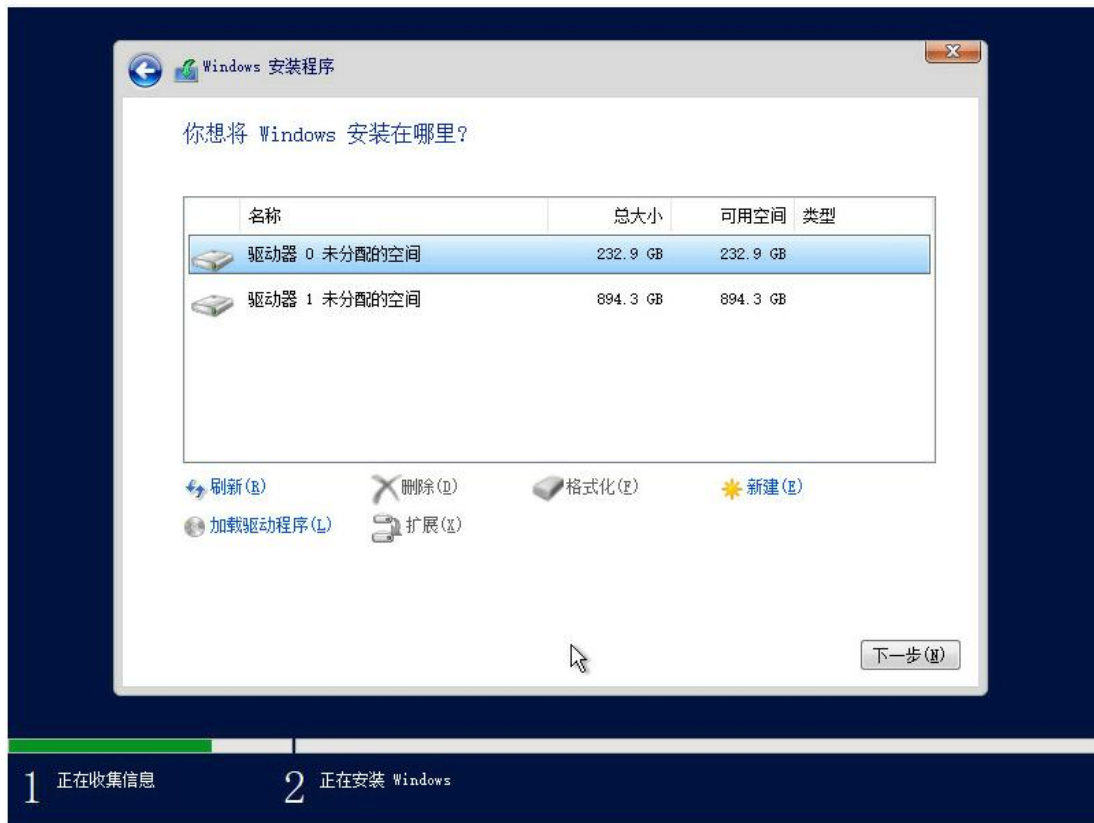 Windows 安装程序
你想将 Windows 安装在哪里?
名称 总大小 可用空间 类型
驱动器 0 未分配的空间 232.9 GB 232.9 GB
驱动器 1 未分配的空间 894.3 GB 894.3 GB
刷新(R) 删除(D) 格式化(F) 新建(E)
加载驱动程序(L) 扩展(X)
下一步(N)
1 正在收集信息 2 正在安装 Windows